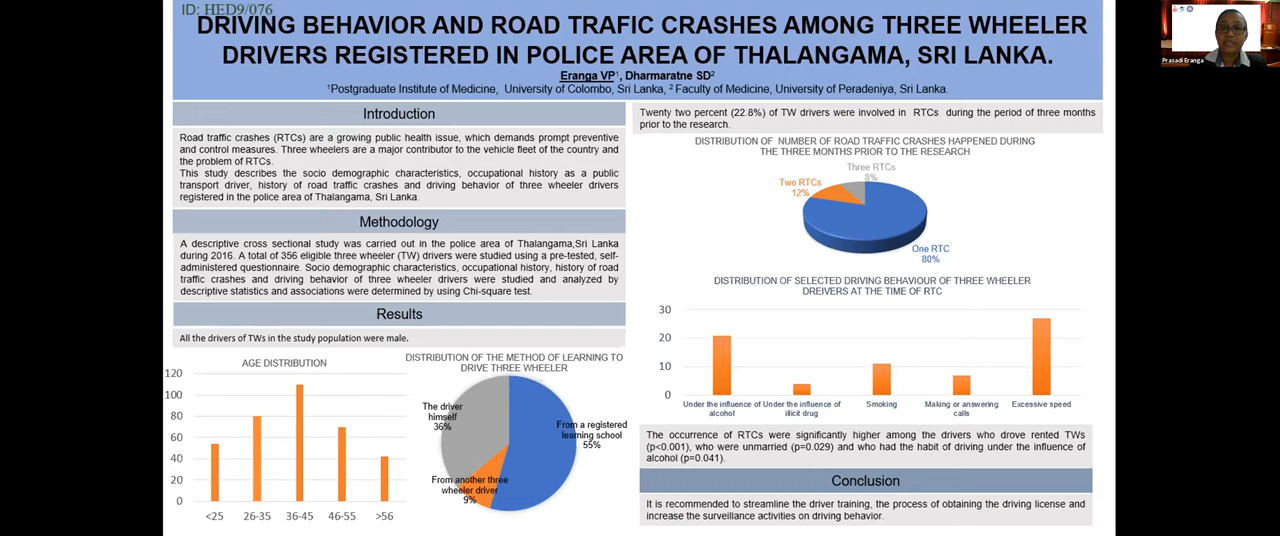 ID: HED9/076
DRIVING BEHAVIOR AND ROAD TRAFIC CRASHES AMONG THREE WHEELER
DRIVERS REGISTERED IN POLICE AREA OF THALANGAMA, SRI LANKA.
Eranga VP¹, Dharmaratne SD²
¹Postgraduate Institute of Medicine, University of Colombo, Sri Lanka, ² Faculty of Medicine, University of Peradeniya, Sri Lanka.
Introduction
Road traffic crashes (RTCs) are a growing public health issue, which demands prompt preventive
and control measures. Three wheelers are a major contributor to the vehicle fleet of the country and
the problem of RTCs.
This study describes the socio demographic characteristics, occupational history as a public
transport driver, history of road traffic crashes and driving behavior of three wheeler drivers
registered in the police area of Thalangama, Sri Lanka.
Methodology
A descriptive cross sectional study was carried out in the police area of Thalangama,Sri Lanka
during 2016. A total of 356 eligible three wheeler (TW) drivers were studied using a pre-tested, self-
administered questionnaire. Socio demographic characteristics, occupational history, history of road
traffic crashes and driving behavior of three wheeler drivers were studied and analyzed by
descriptive statistics and associations were determined by using Chi-square test.
Results
All the drivers of TWs in the study population were male.
AGE DISTRIBUTION
120
100
80
60
40
20
0
<25 26-35 36-45 46-55 >56
DISTRIBUTION OF THE METHOD OF LEARNING TO
DRIVE THREE WHEELER
The driver
himself
36%
From a registered
learning school
55%
From another three
wheeler driver
9%
Twenty two percent (22.8%) of TW drivers were involved in RTCs during the period of three months
prior to the research.
DISTRIBUTION OF NUMBER OF ROAD TRAFFIC CRASHES HAPPENED DURING
THE THREE MONTHS PRIOR TO THE RESEARCH
Three RTCs
8%
Two RTCs
12%
One RTC
80%
DISTRIBUTION OF SELECTED DRIVING BEHAVIOUR OF THREE WHEELER
DREIVERS AT THE TIME OF RTC
30
20
10
0
Under the influence of
alcohol
Under the influence of
illicit drug
Smoking
Making or answering
calls
Excessive speed
The occurrence of RTCs were significantly higher among the drivers who drove rented TWs
(p<0.001), who were unmarried (p=0.029) and who had the habit of driving under the influence of
alcohol (p=0.041).
Conclusion
It is recommended to streamline the driver training, the process of obtaining the driving license and
increase the surveillance activities on driving behavior.
Prasadi Eranga